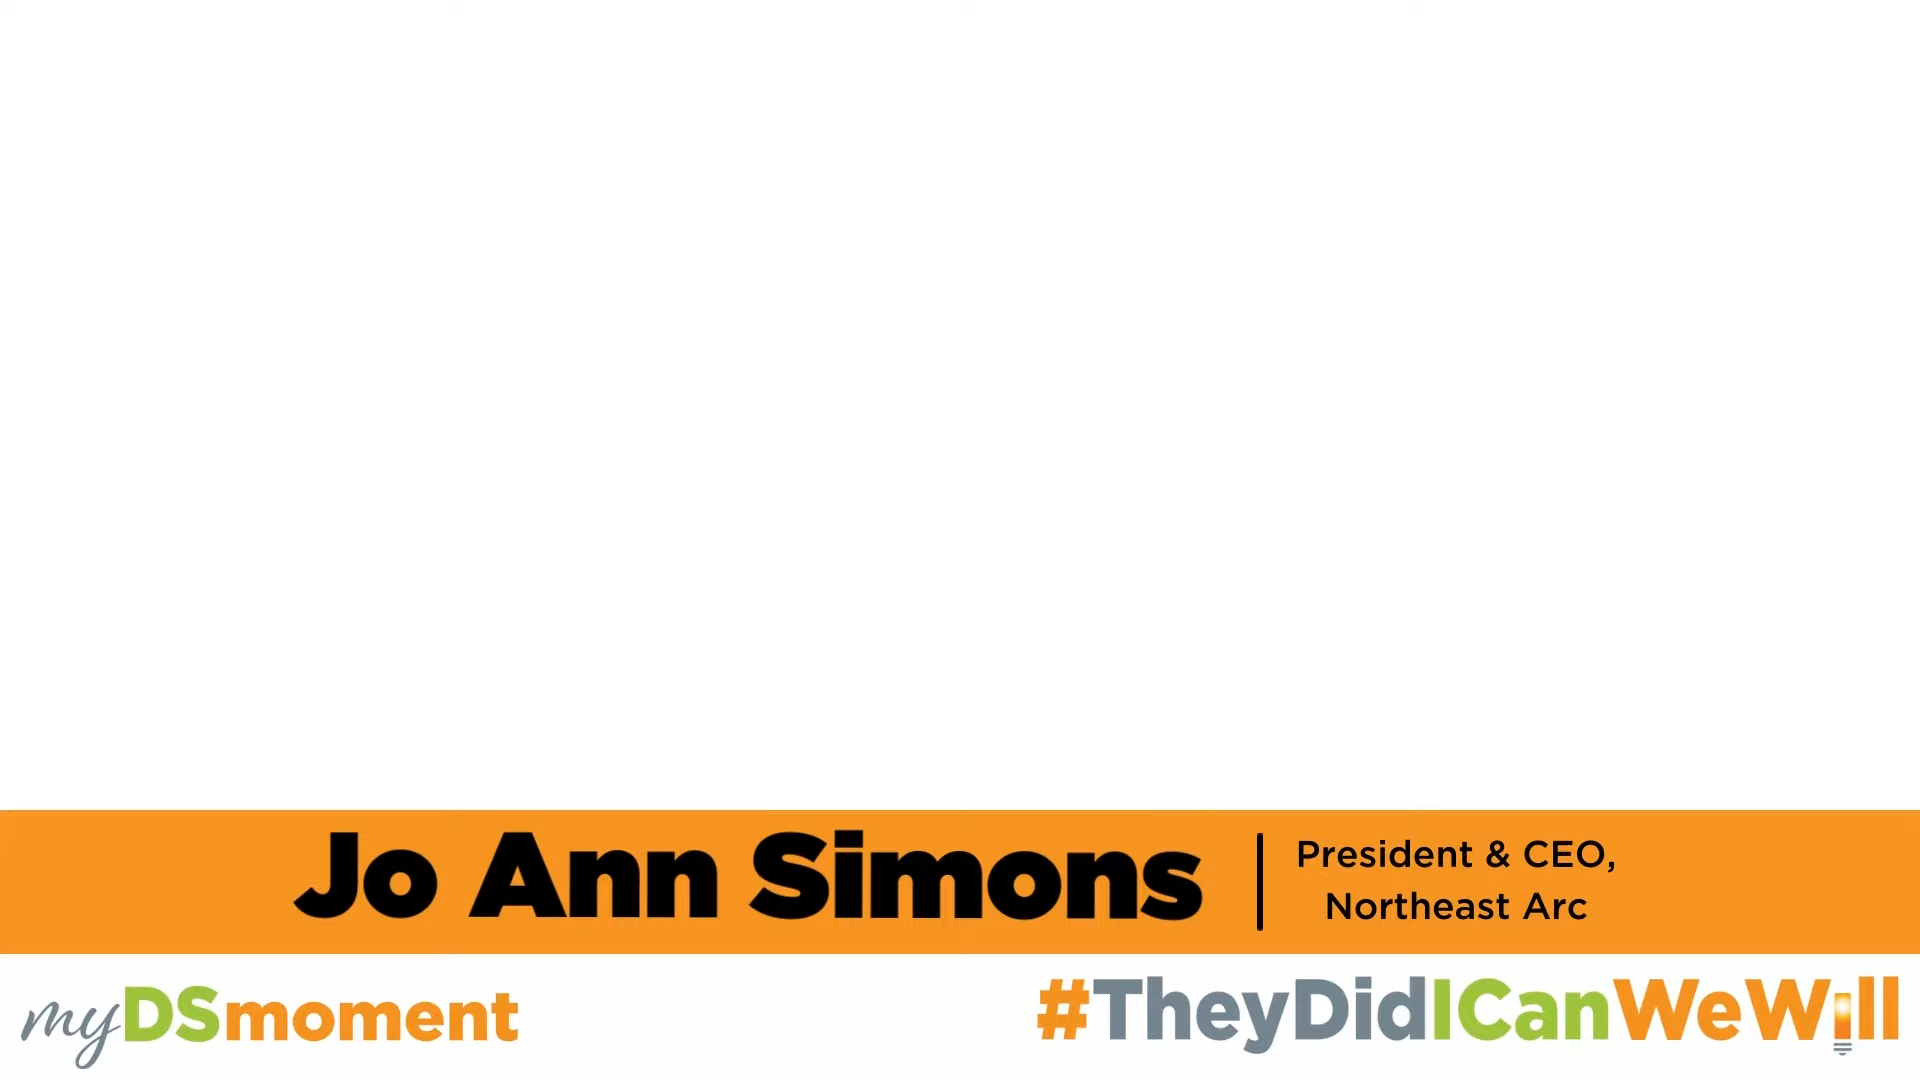 Jo Ann Simons
President & CEO,
Northeast Arc
myDSmoment
#TheyDidICanWeWill